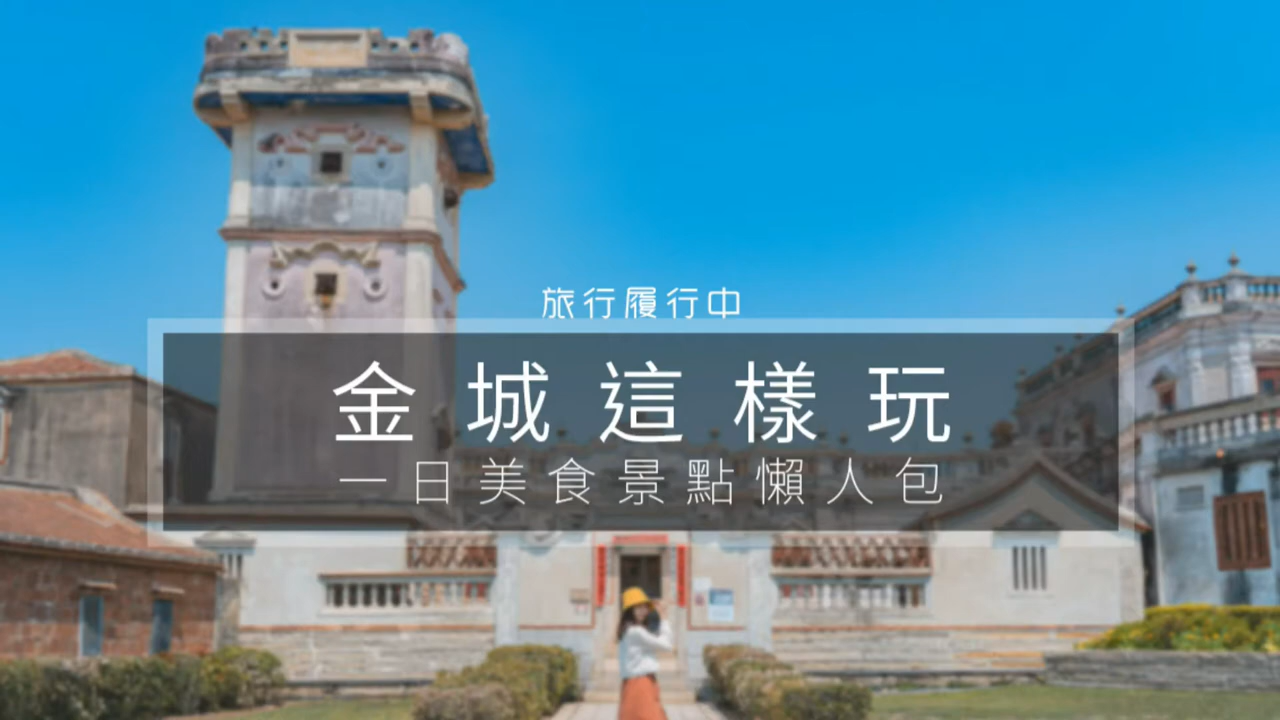 旅行履行中
金城這樣玩
一日美食景點懶人包